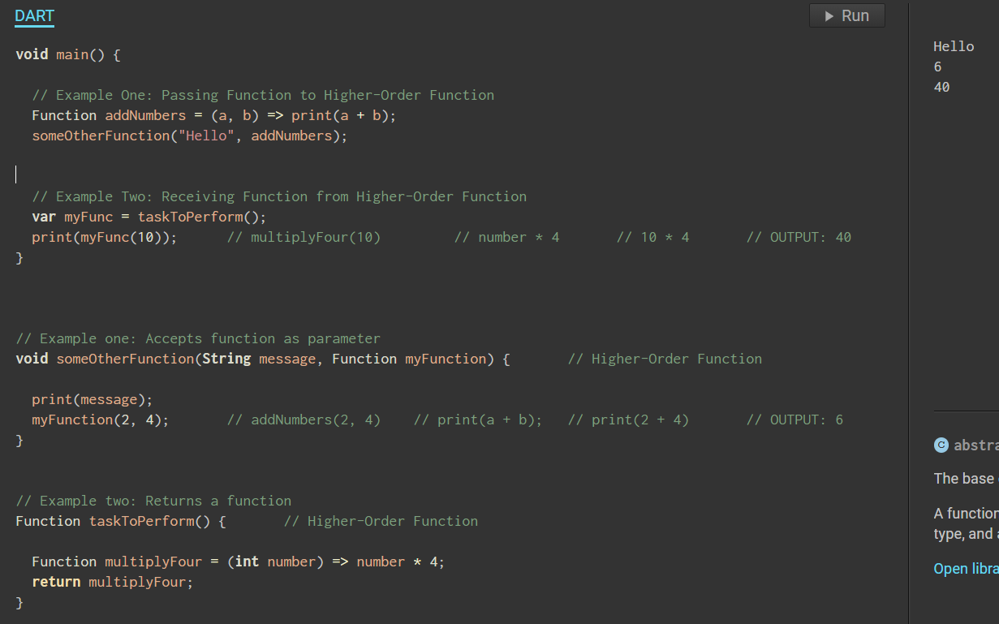 DART
Run
void main() {
// Example One: Passing Function to Higher-Order Function
Function addNumbers = (a, b) => print(a + b);
someOtherFunction("Hello", addNumbers);
// Example Two: Receiving Function from Higher-Order Function
var myFunc = taskToPerform();
print(myFunc(10)); // multiplyFour(10) // number * 4 // 10 * 4 // OUTPUT: 40
}
// Example one: Accepts function as parameter
void someOtherFunction(String message, Function myFunction) { // Higher-Order Function
print(message);
myFunction(2, 4); // addNumbers(2, 4) // print(a + b); // print(2 + 4) // OUTPUT: 6
}
// Example two: Returns a function
Function taskToPerform() { // Higher-Order Function
Function multiplyFour = (int number) => number * 4;
return multiplyFour;
}
Hello
6
40
C abstra
The base
A function
type, and a
Open libra